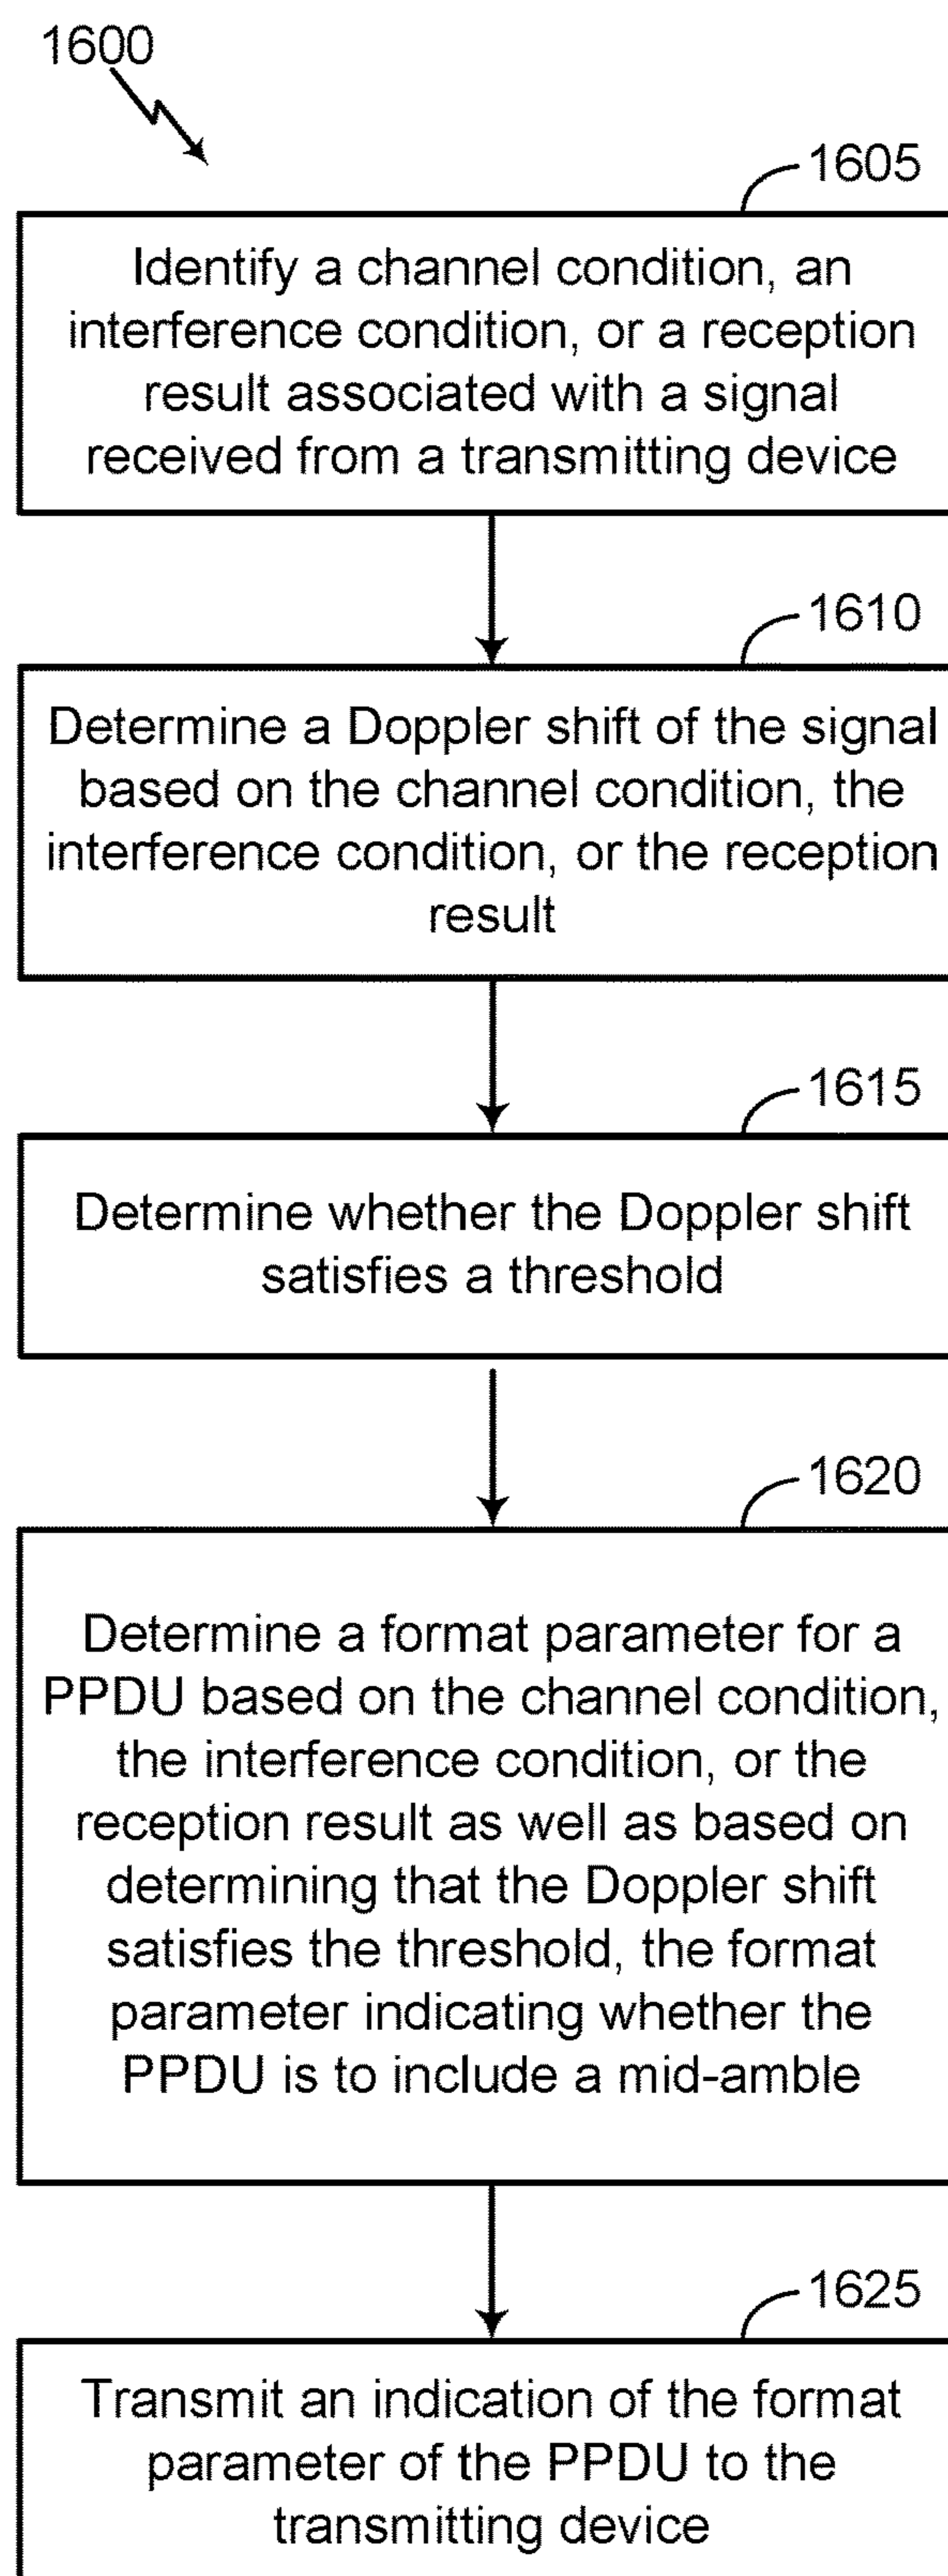 1600
1605
Identify a channel condition, an
interference condition, or a reception
result associated with a signal
received from a transmitting device
1610
Determine a Doppler shift of the signal
based on the channel condition, the
interference condition, or the reception
result
1615
Determine whether the Doppler shift
satisfies a threshold
1620
Determine a format parameter for a
PPDU based on the channel condition,
the interference condition, or the
reception result as well as based on
determining that the Doppler shift
satisfies the threshold, the format
parameter indicating whether the
PPDU is to include a mid-amble
1625
Transmit an indication of the format
parameter of the PPDU to the
transmitting device